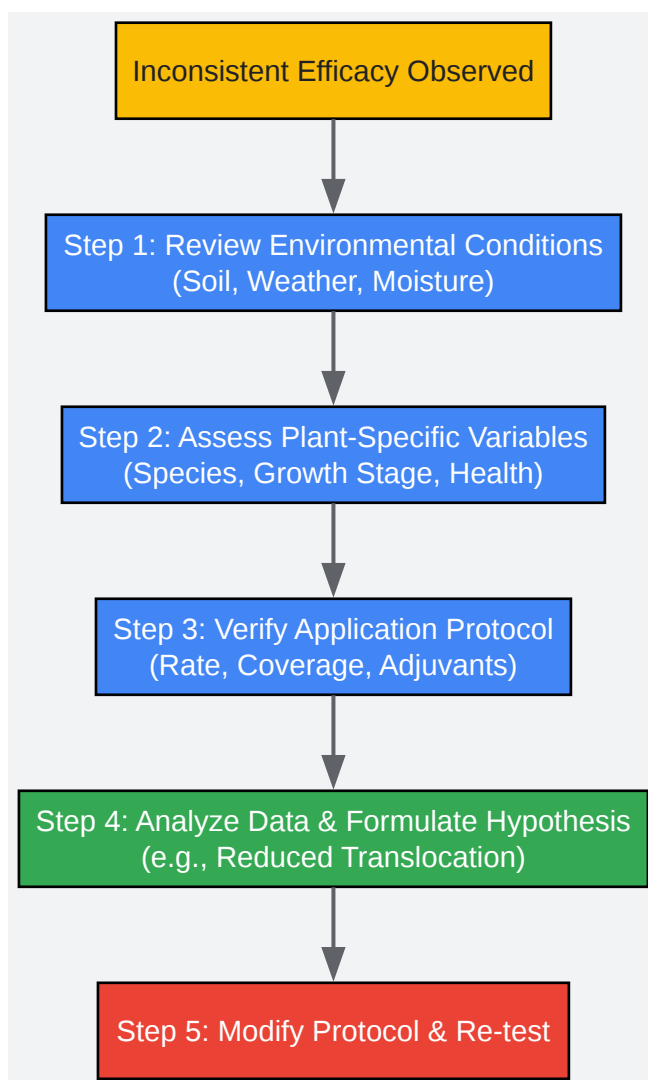 Inconsistent Efficacy Observed
Step 1: Review Environmental Conditions
(Soil, Weather, Moisture)
Step 2: Assess Plant-Specific Variables
(Species, Growth Stage, Health)
Step 3: Verify Application Protocol
(Rate, Coverage, Adjuvants)
Step 4: Analyze Data & Formulate Hypothesis
(e.g., Reduced Translocation)
Step 5: Modify Protocol & Re-test